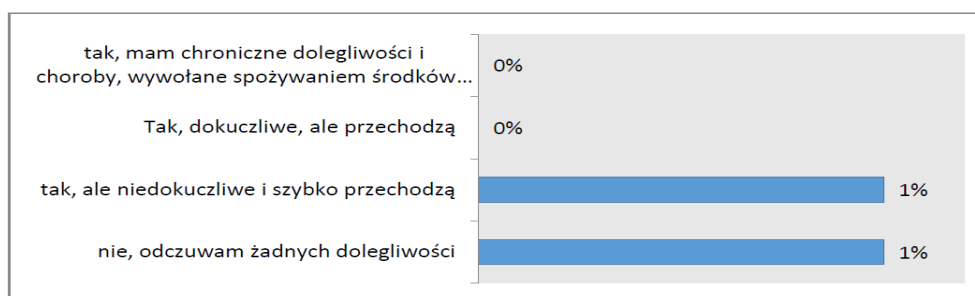 tak, mam chroniczne dolegliwości i
choroby, wywołane spożywaniem środków...
0%
Tak, dokuczliwe, ale przechodzą
0%
tak, ale niedokuczliwe i szybko przechodzą
1%
nie, odczuwam żadnych dolegliwości
1%